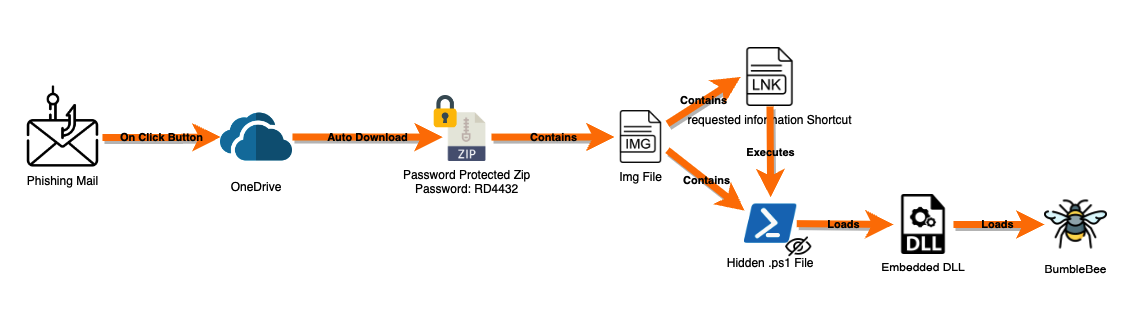 On Click Button
Phishing Mail
OneDrive
Auto Download
ZIP
Password Protected Zip
Password: RD4432
Contains
IMG
Img File
Contains
Contains
LNK
requested information Shortcut
Executes
Hidden .ps1 File
Loads
DLL
Embedded DLL
Loads
BumbleBee